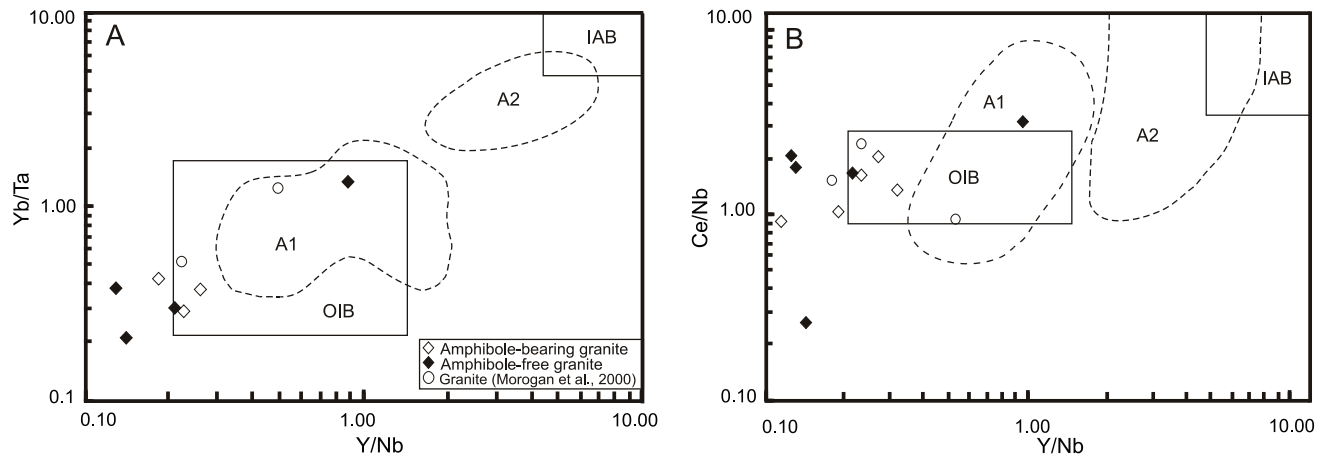 A
10.00
Yb/Ta
1.00
0.1
IAB
A2
A1
OIB
Amphibole-bearing granite
Amphibole-free granite
Granite (Morogan et al., 2000)
0.10 1.00 10.00
Y/Nb
B
10.00
Ce/Nb
1.00
0.10
IAB
A1
A2
OIB
0.10 1.00 10.00
Y/Nb